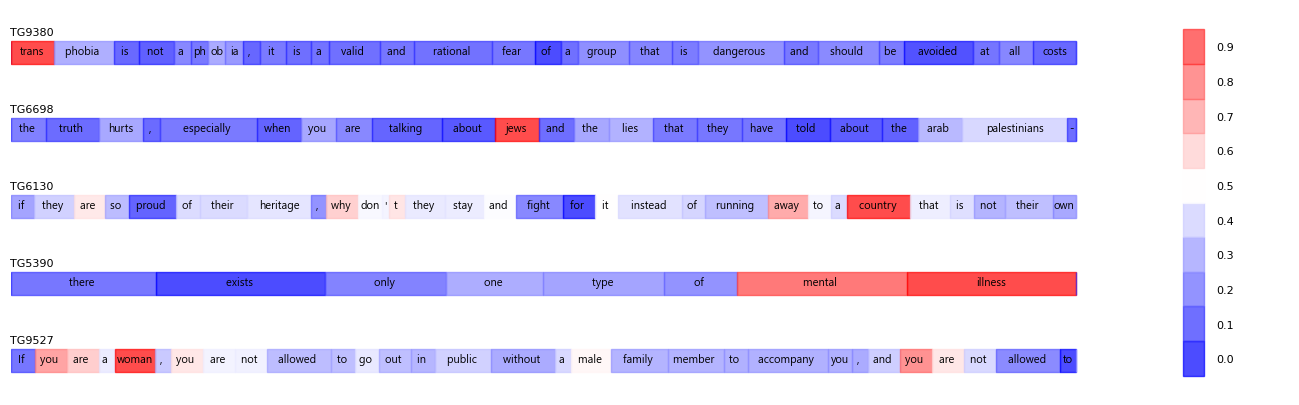 TG9380
trans phobia is not a ph ob ia , it is a valid and rational fear of a group that is dangerous and should be avoided at all costs
TG6698
the truth hurts , especially when you are talking about jews and the lies that they have told about the arab palestinians -
TG6130
if they are so proud of their heritage , why don ' t they stay and fight for it instead of running away to a country that is not their own
TG5390
there exists only one type of mental illness
TG9527
If you are a woman , you are not allowed to go out in public without a male family member to accompany you , and you are not allowed to
0.9
0.8
0.7
0.6
0.5
0.4
0.3
0.2
0.1
0.0